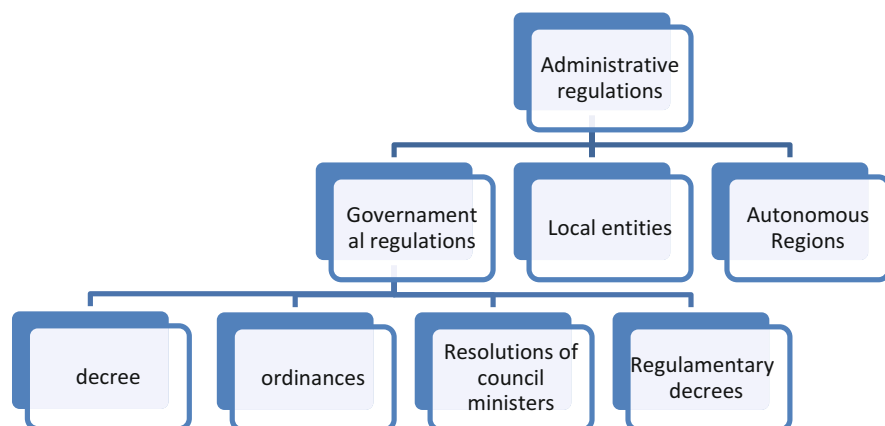 Administrative
regulations
Governament
al regulations
Local entities
Autonomous
Regions
decree
ordinances
Resolutions of
council
ministers
Regulamentary
decrees